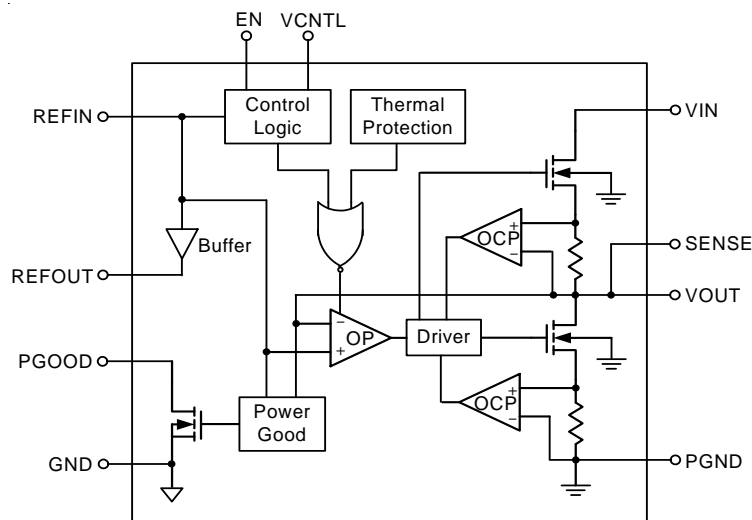 EN VCNTL
REFIN
Control
Logic
Thermal
Protection
VIN
Buffer
OCP
+
−
SENSE
REFOUT
VOUT
−
+
OP
Driver
PGOOD
Power
Good
OCP
+
−
GND
PGND